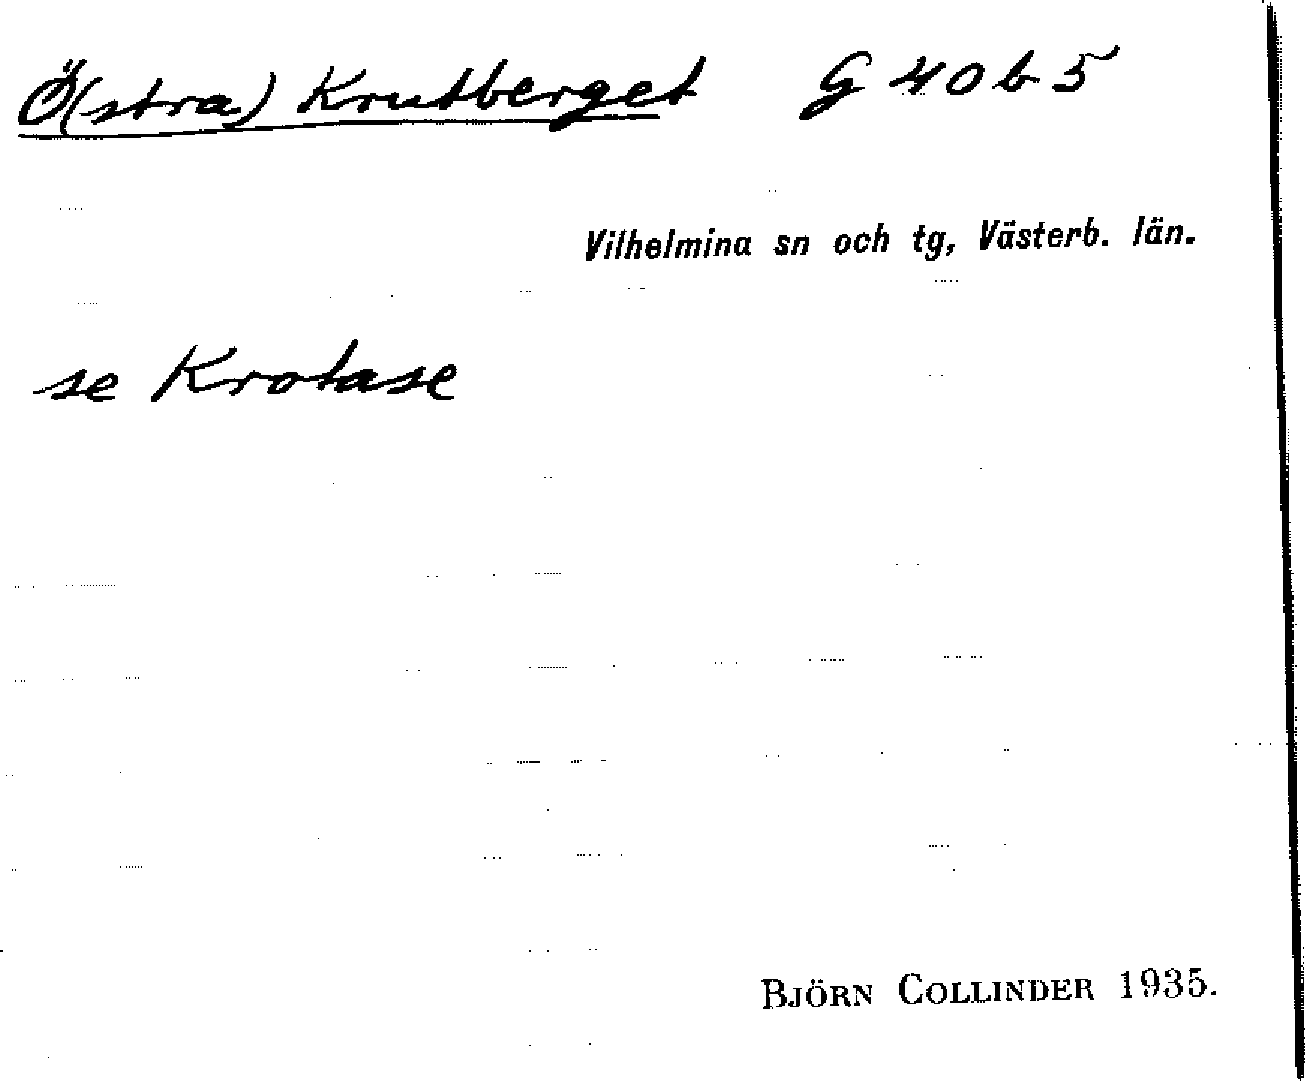 Ö(stra) Krutberget G 40 b 5
Vilhelmina sn och tg, Västerb. län.
se Krotase
BJÖRN COLLINDER 1935.